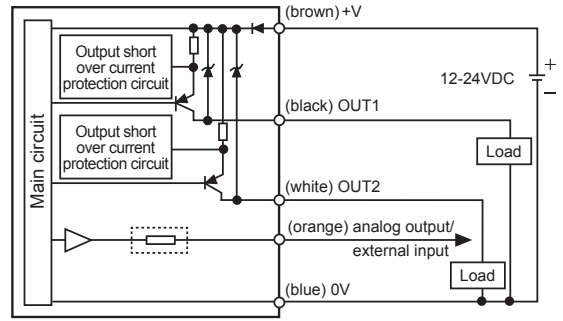 (brown) +V
Output short
over current
protection circuit
12-24VDC
+
−
(black) OUT1
Output short
over current
protection circuit
Load
Main circuit
(white) OUT2
(orange) analog output/
external input
Load
(blue) 0V